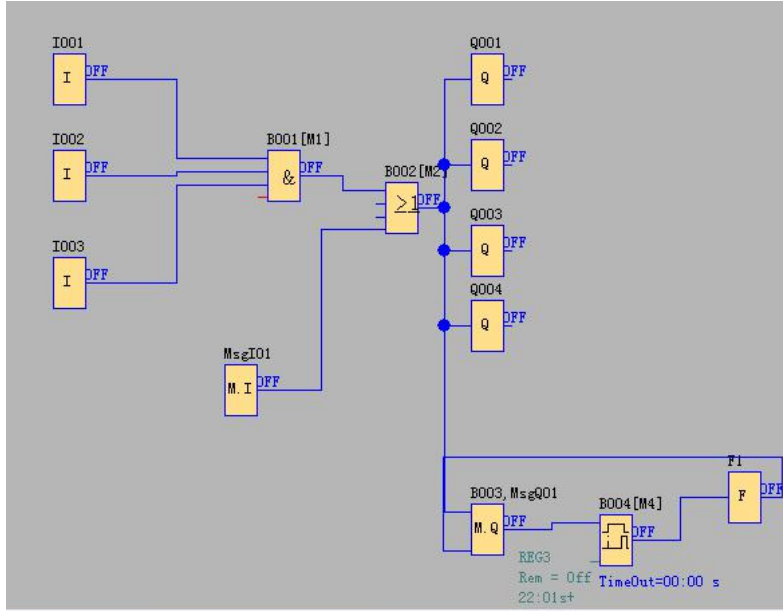 I001
I
OFF
I002
I
OFF
I003
I
OFF
B001[M1]
&
OFF
B002[M2]
≥1
OFF
MsgI01
M.I
OFF
Q001
Q
OFF
Q002
Q
OFF
Q003
Q
OFF
Q004
Q
OFF
B003,MsgQ01
M.Q
OFF
B004[M4]
OFF
F1
F
OFF
REG3
Rem = Off
22:01s+
TimeOut=00:00 s